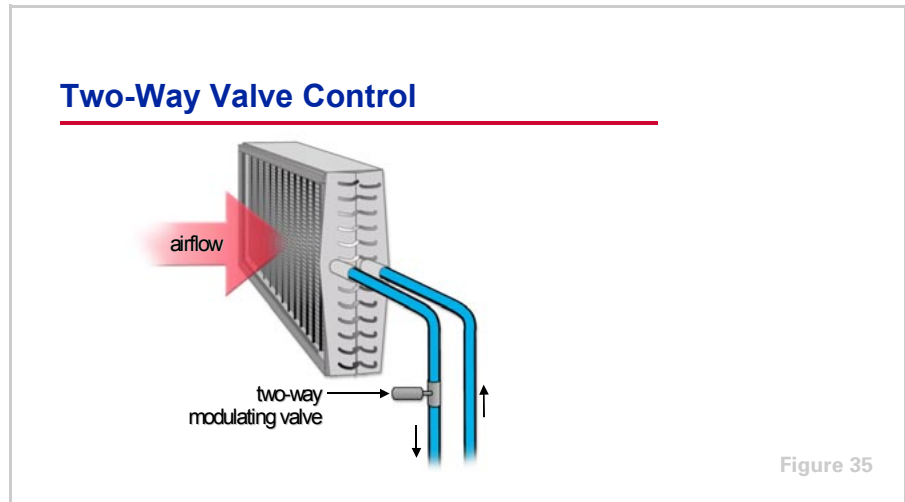 Two-Way Valve Control
airflow
two-way
modulating valve
Figure 35